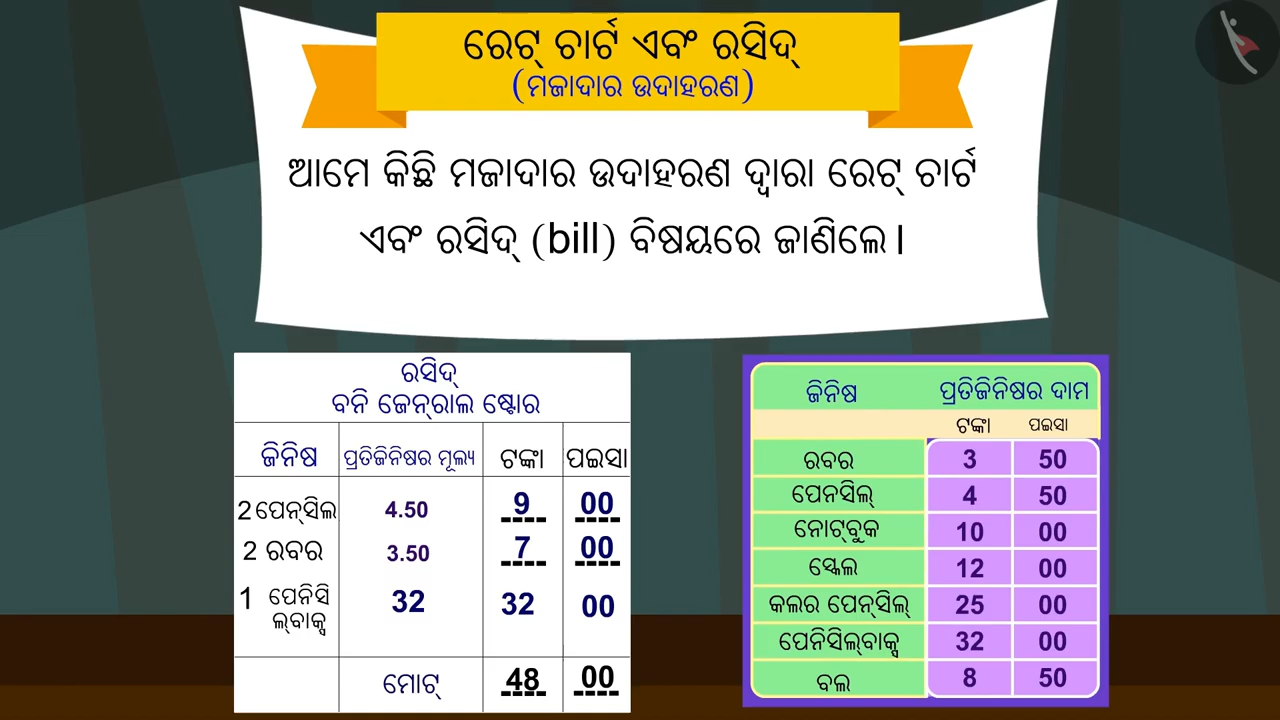 ରେଟ୍ ଚାର୍ଟ ଏବଂ ରସିଦ୍
(ମଜାଦାର ଉଦାହରଣ)
ଆମେ କିଛି ମଜାଦାର ଉଦାହରଣ ଦ୍ୱାରା ରେଟ୍ ଚାର୍ଟ
ଏବଂ ରସିଦ୍ (bill) ବିଷୟରେ ଜାଣିଲେ।
ରସିଦ୍
ବନି ଜେନ୍‌ରାଲ ଷ୍ଟୋର
ଜିନିଷ ପ୍ରତିଜିନିଷର ମୂଲ୍ୟ ଟଙ୍କା ପଇସା
2 ପେନ୍‌ସିଲ 4.50 9 00
2 ରବର 3.50 7 00
1 ପେନିସି
ଲ୍‌ବାକ୍ସ 32 32 00
ମୋଟ୍ 48 00
ଜିନିଷ ପ୍ରତିଜିନିଷର ଦାମ
ଟଙ୍କା ପଇସା
ରବର 3 50
ପେନସିଲ୍ 4 50
ନୋଟ୍‌ବୁକ 10 00
ସ୍କେଲ 12 00
କଲର ପେନ୍‌ସିଲ୍ 25 00
ପେନିସିଲ୍‌ବାକ୍ସ 32 00
ବଲ 8 50